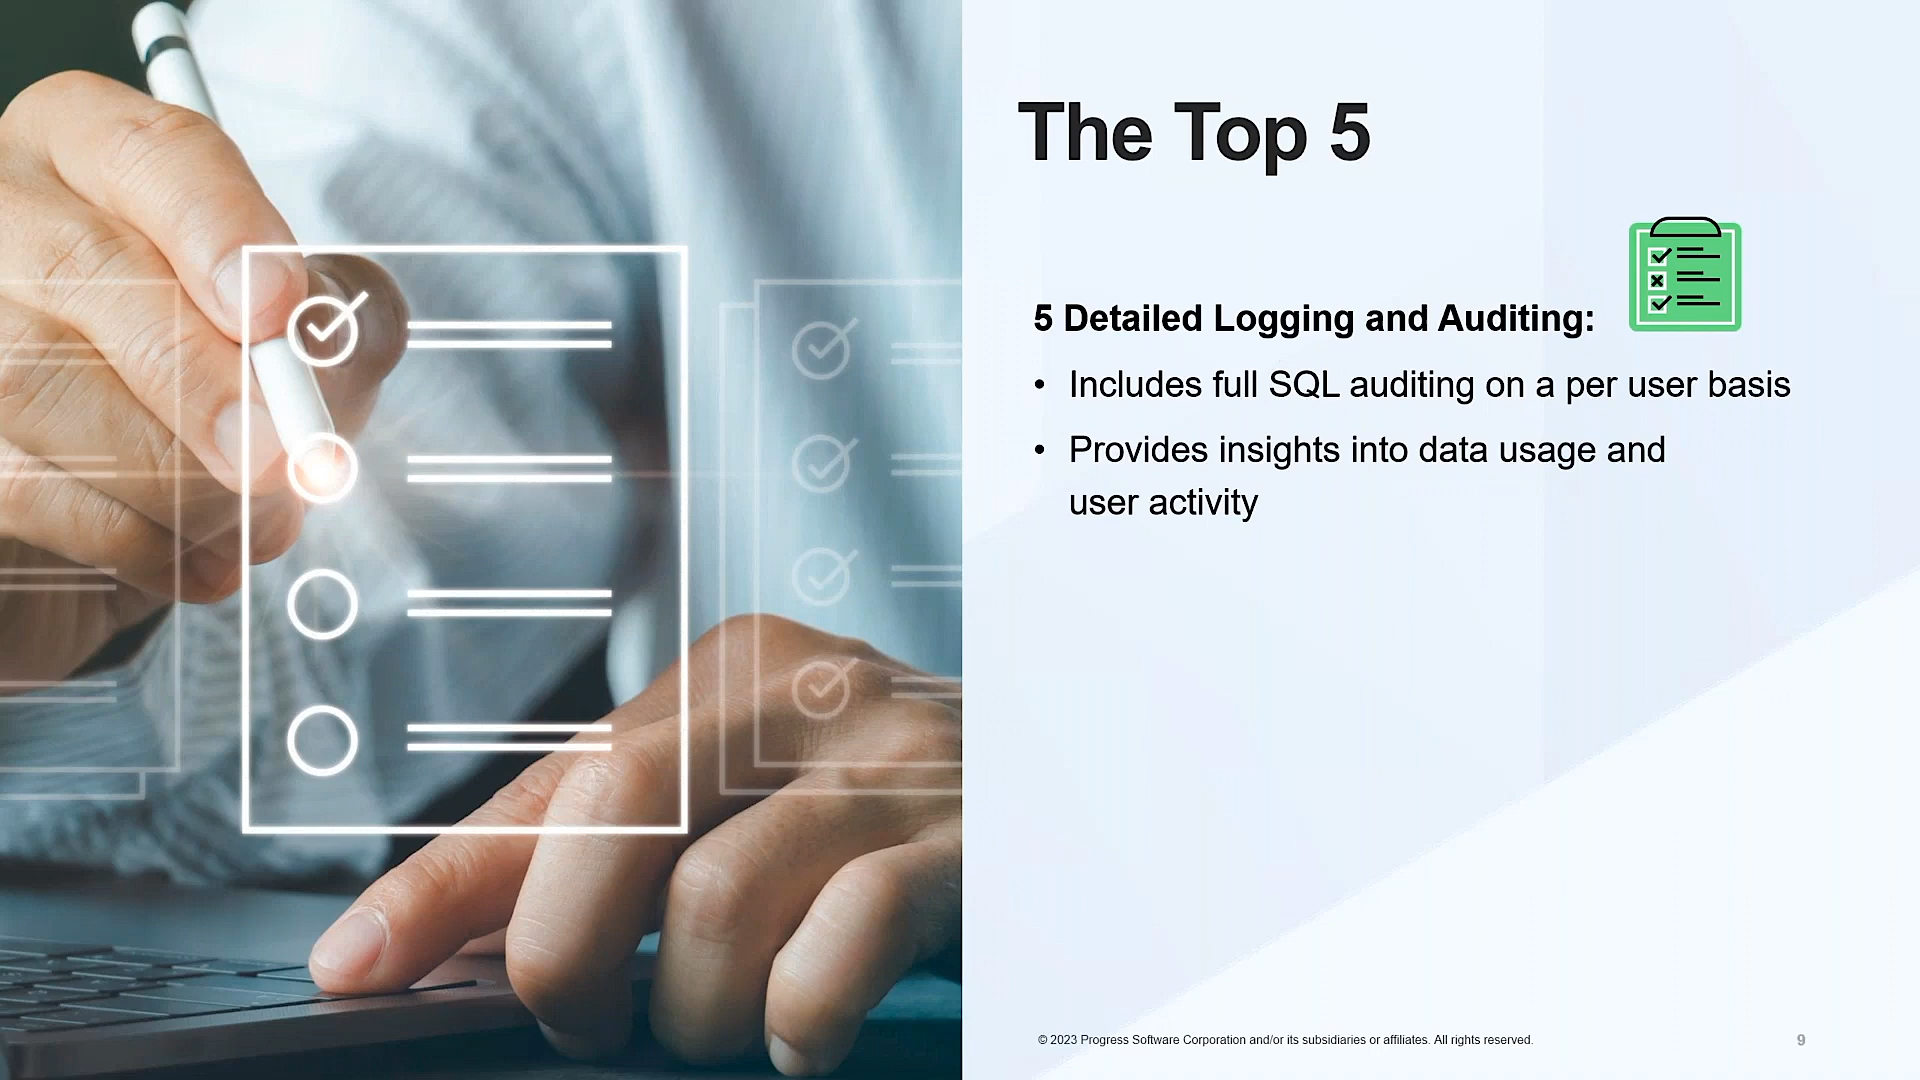 The Top 5
5 Detailed Logging and Auditing:
• Includes full SQL auditing on a per user basis
• Provides insights into data usage and
user activity
© 2023 Progress Software Corporation and/or its subsidiaries or affiliates. All rights reserved.
9